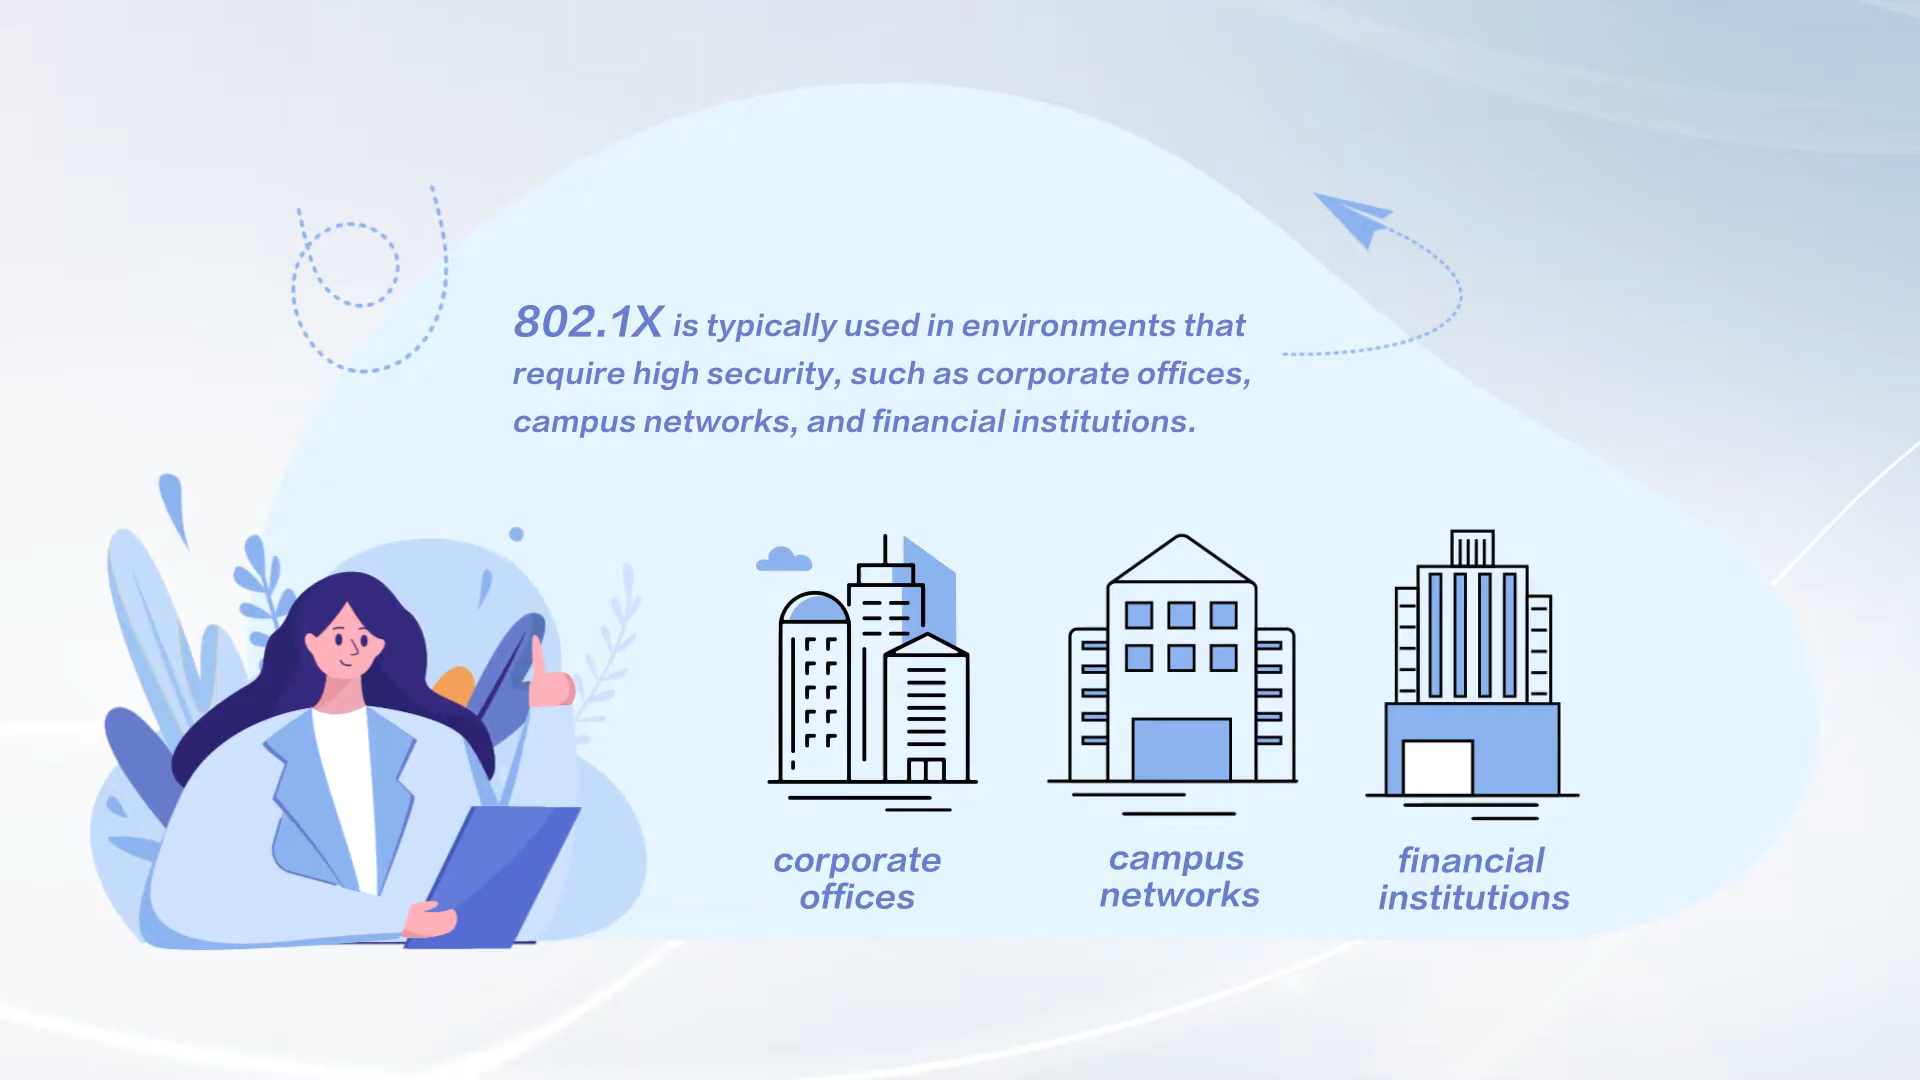 802.1X is typically used in environments that
require high security, such as corporate offices,
campus networks, and financial institutions.
corporate
offices
campus
networks
financial
institutions